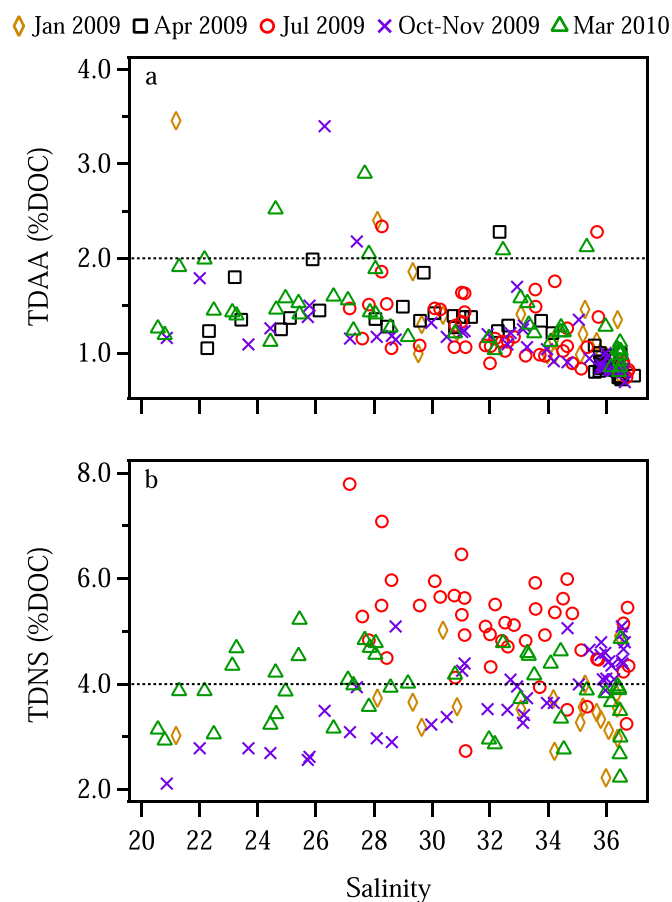 Jan 2009 Apr 2009 Jul 2009 Oct-Nov 2009 Mar 2010
a
4.0
3.0
2.0
1.0
TDAA (%DOC)
b
8.0
6.0
4.0
2.0
TDNS (%DOC)
20 22 24 26 28 30 32 34 36
Salinity